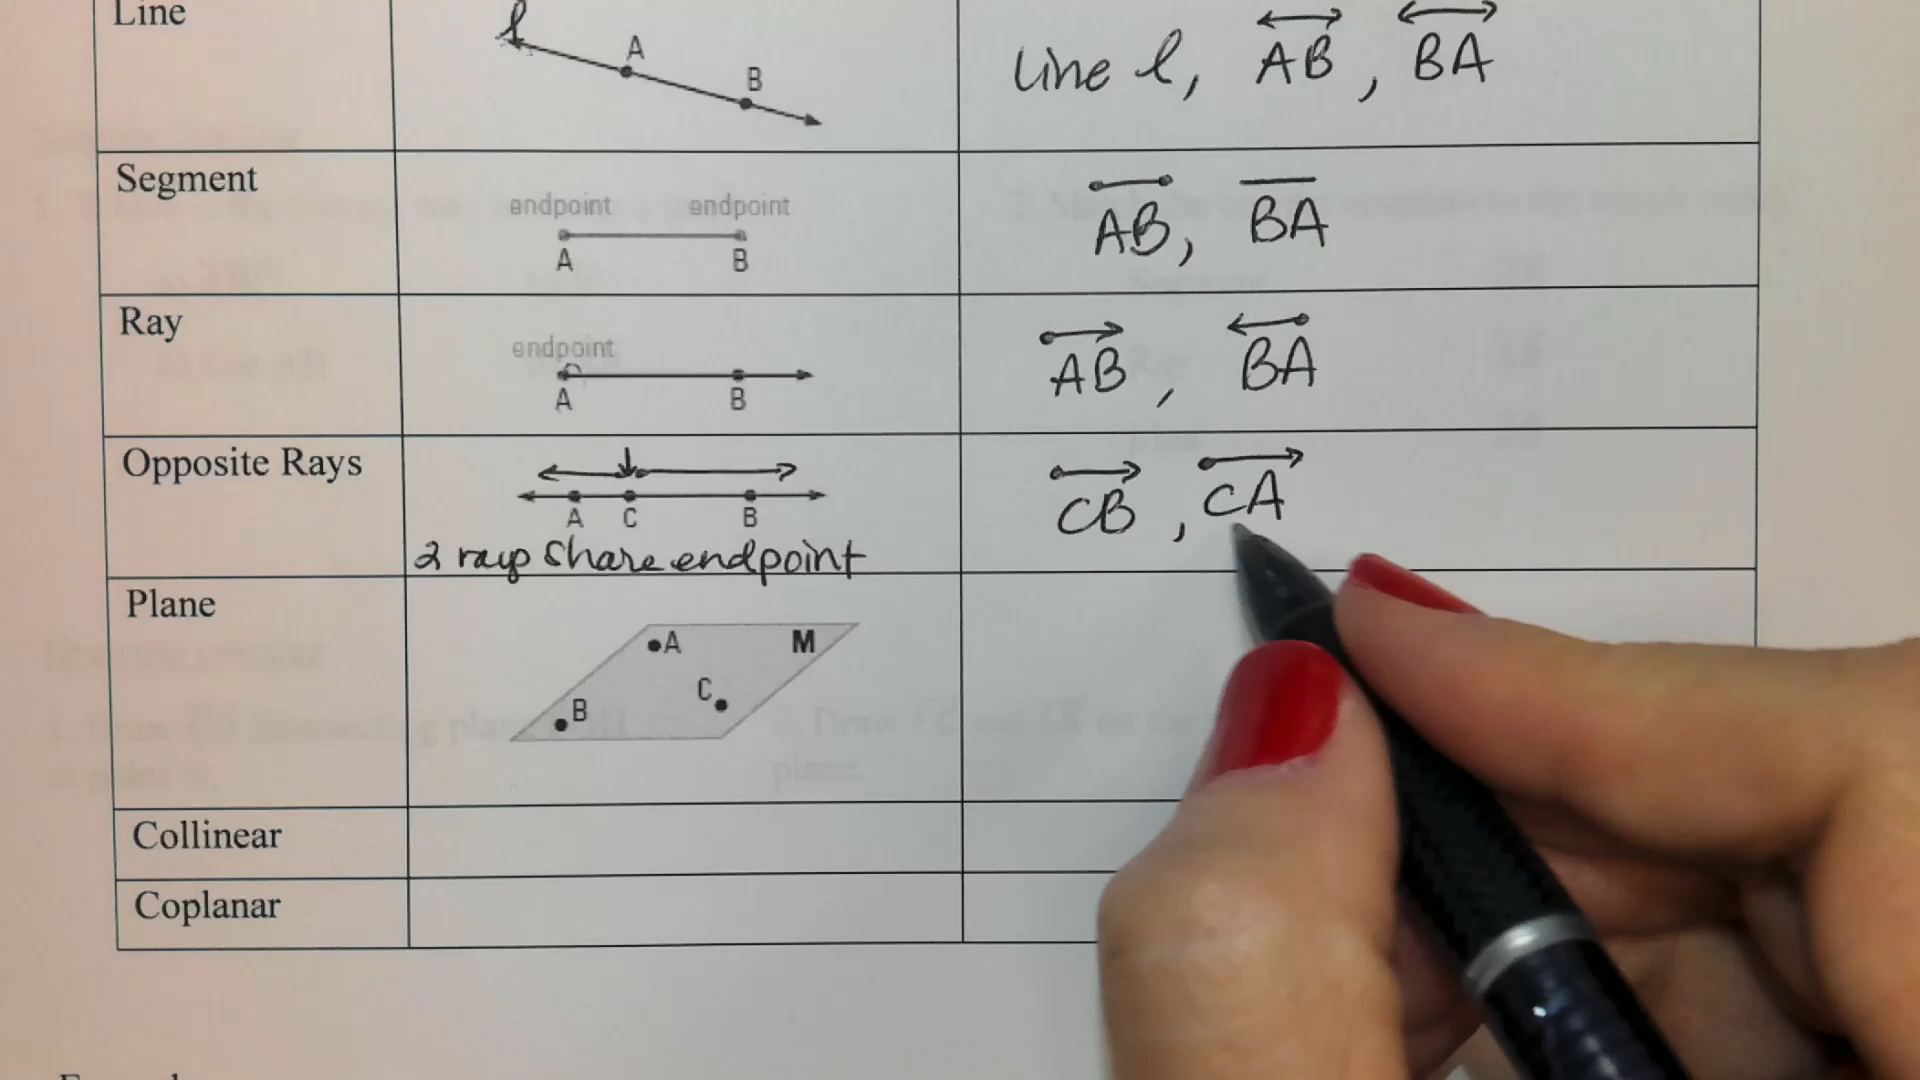 Line
l
A
B
line l, AB, BA
Segment
endpoint endpoint
A B
AB, BA
Ray
endpoint
A B
AB, BA
Opposite Rays
A C B
2 rays share endpoint
CB, CA
Plane
A
M
C
B
Collinear
Coplanar